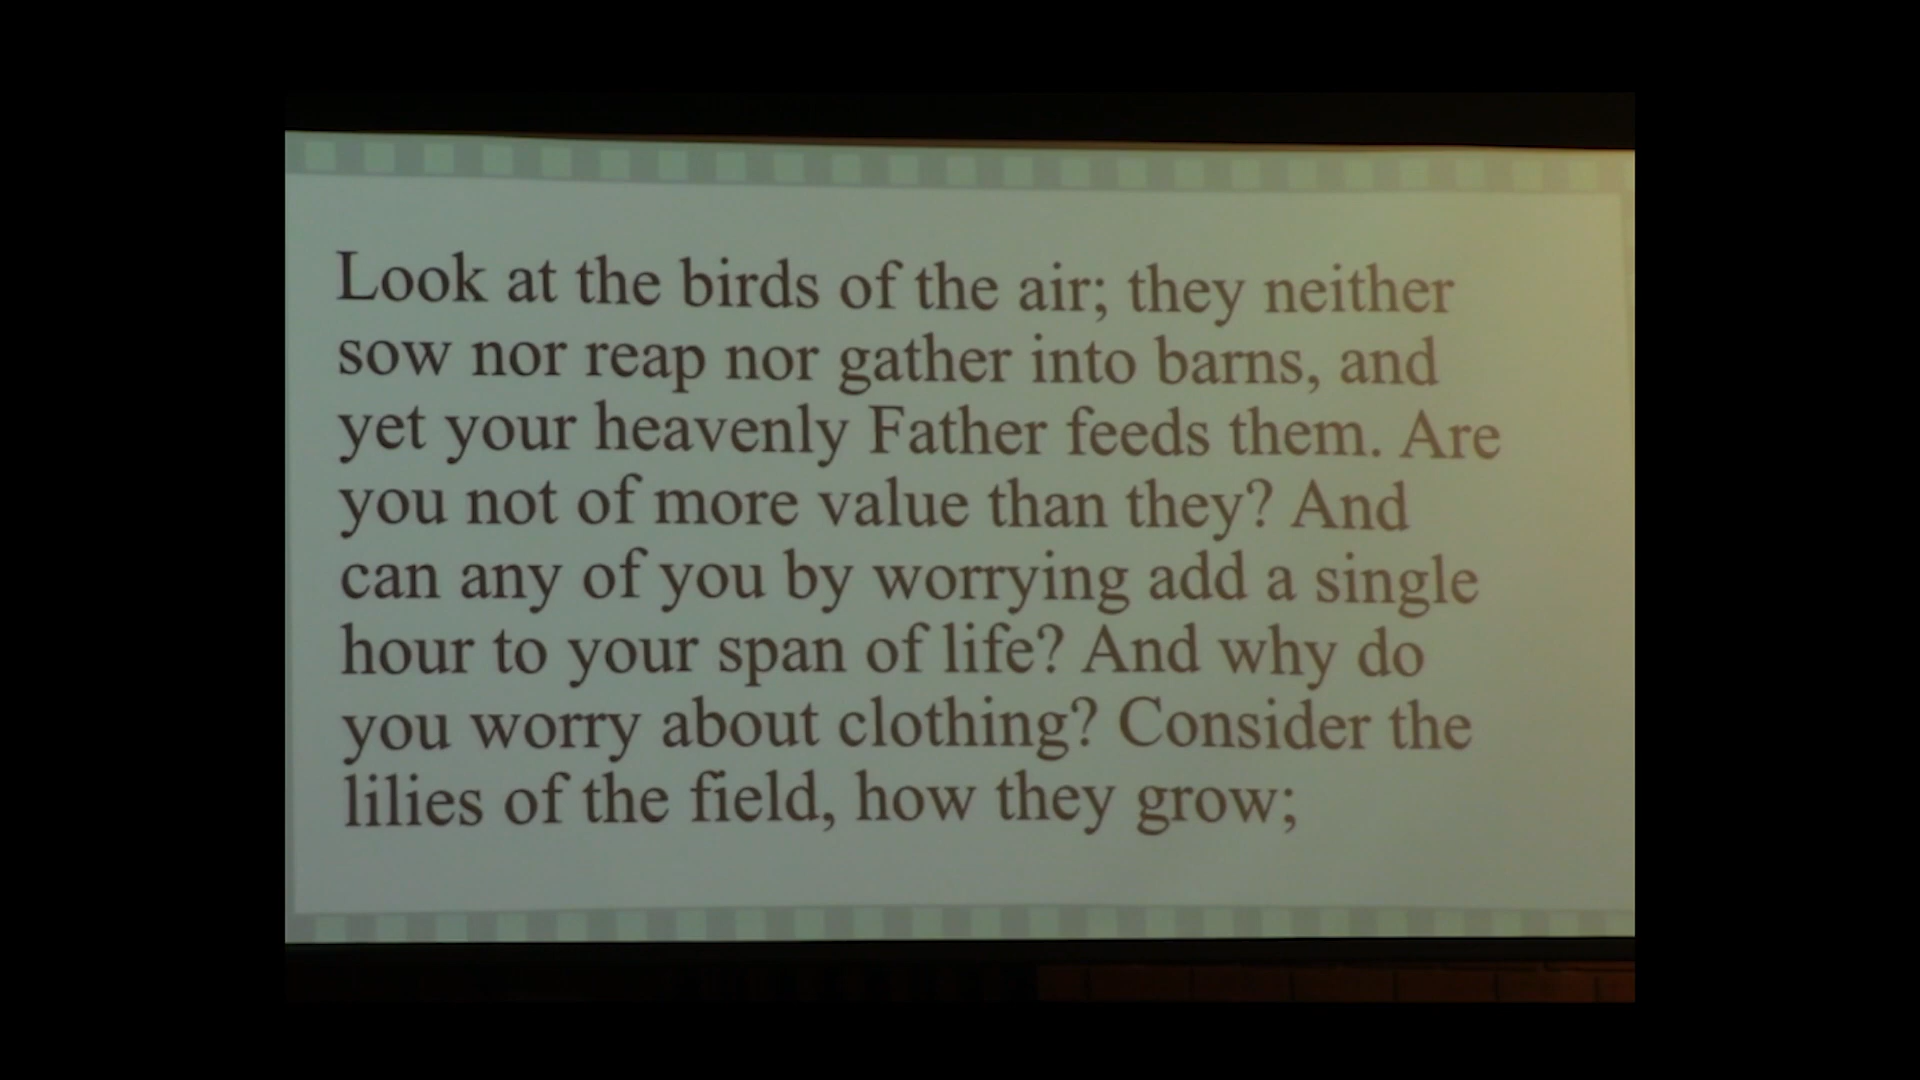 Look at the birds of the air; they neither
sow nor reap nor gather into barns, and
yet your heavenly Father feeds them. Are
you not of more value than they? And
can any of you by worrying add a single
hour to your span of life? And why do
you worry about clothing? Consider the
lilies of the field, how they grow;